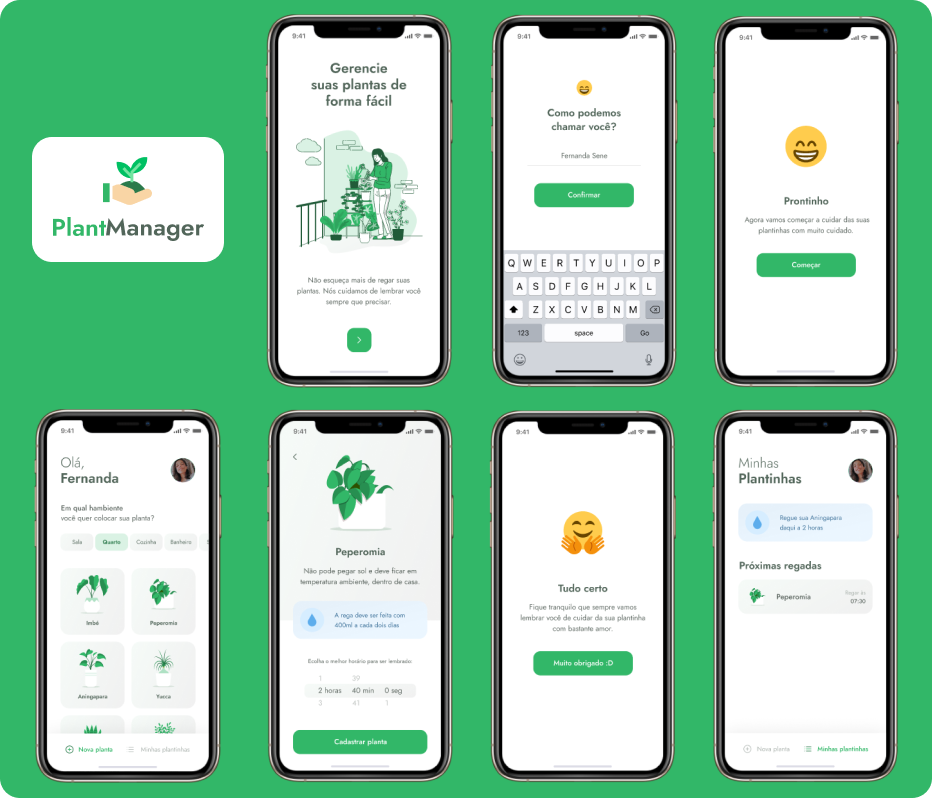 PlantManager
9:41
Gerencie
suas plantas de
forma fácil
Não esqueça mais de regar suas
plantas. Nós cuidamos de lembrar você
sempre que precisar.
9:41
Como podemos
chamar você?
Fernanda Sene
Confirmar
Q W E R T Y U I O P
A S D F G H J K L
Z X C V B N M
123 space Go
9:41
Prontinho
Agora vamos começar a cuidar das suas
plantinhas com muito cuidado.
Começar
9:41
Olá,
Fernanda
Em qual hambiente
você quer colocar sua planta?
Sala Quarto Cozinha Banheiro S
Imbé Peperomia
Aningapara Yucca
Nova planta Minhas plantinhas
9:41
Peperomia
Não pode pegar sol e deve ficar em
temperatura ambiente, dentro de casa.
A rega deve ser feita com
400ml a cada dois dias
Ecolha o melhor horário para ser lembrado:
1 39
2 horas 40 min 0 seg
3 41 1
Cadastrar planta
9:41
Tudo certo
Fique tranquilo que sempre vamos
lembrar você de cuidar da sua plantinha
com bastante amor.
Muito obrigado :D
9:41
Minhas
Plantinhas
Regue sua Aningapara
daqui a 2 horas
Próximas regadas
Peperomia
Regar às
07:30
Nova planta Minhas plantinhas